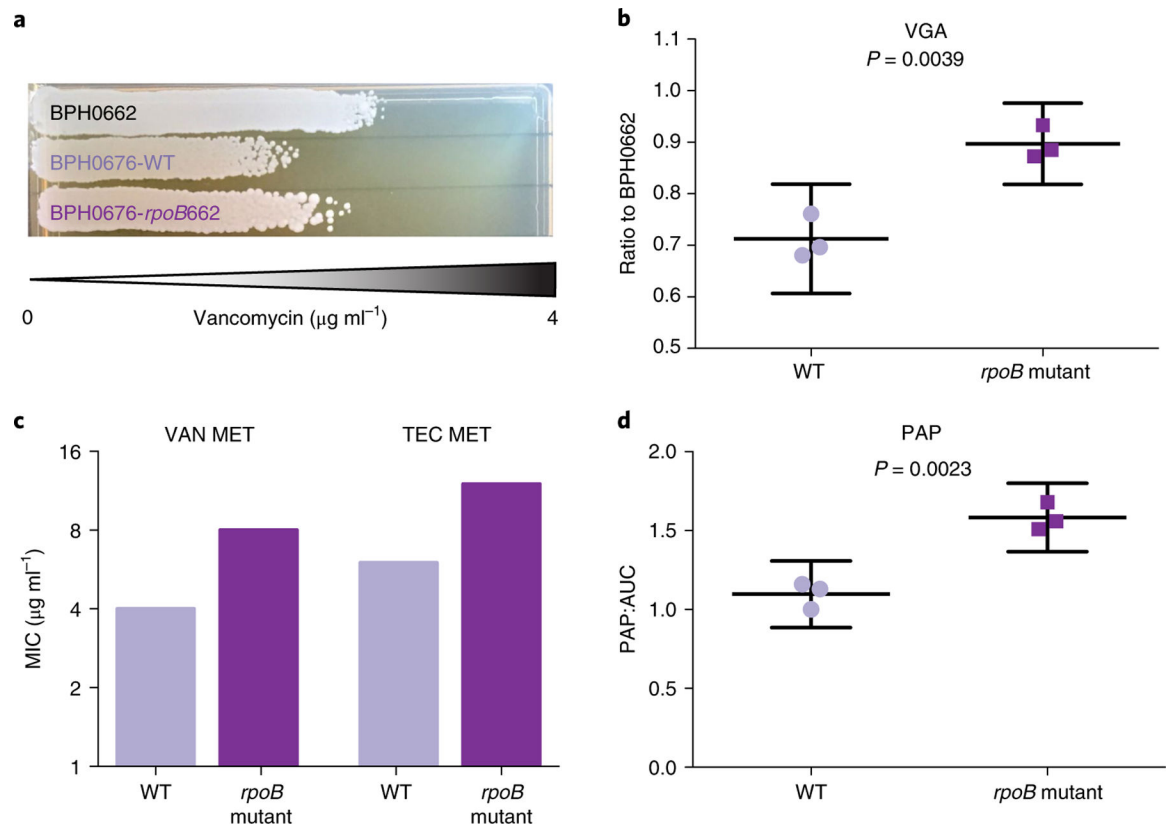 a
BPH0662
BPH0676-WT
BPH0676-rpoB662
0
Vancomycin (μg ml⁻¹)
4
b
VGA
P = 0.0039
Ratio to BPH0662
1.1
1.0
0.9
0.8
0.7
0.6
0.5
WT
rpoB mutant
c
VAN MET
TEC MET
MIC (μg ml⁻¹)
16
8
4
2
1
WT
rpoB
mutant
WT
rpoB
mutant
d
PAP
P = 0.0023
PAP:AUC
2.0
1.5
1.0
0.5
0.0
WT
rpoB mutant